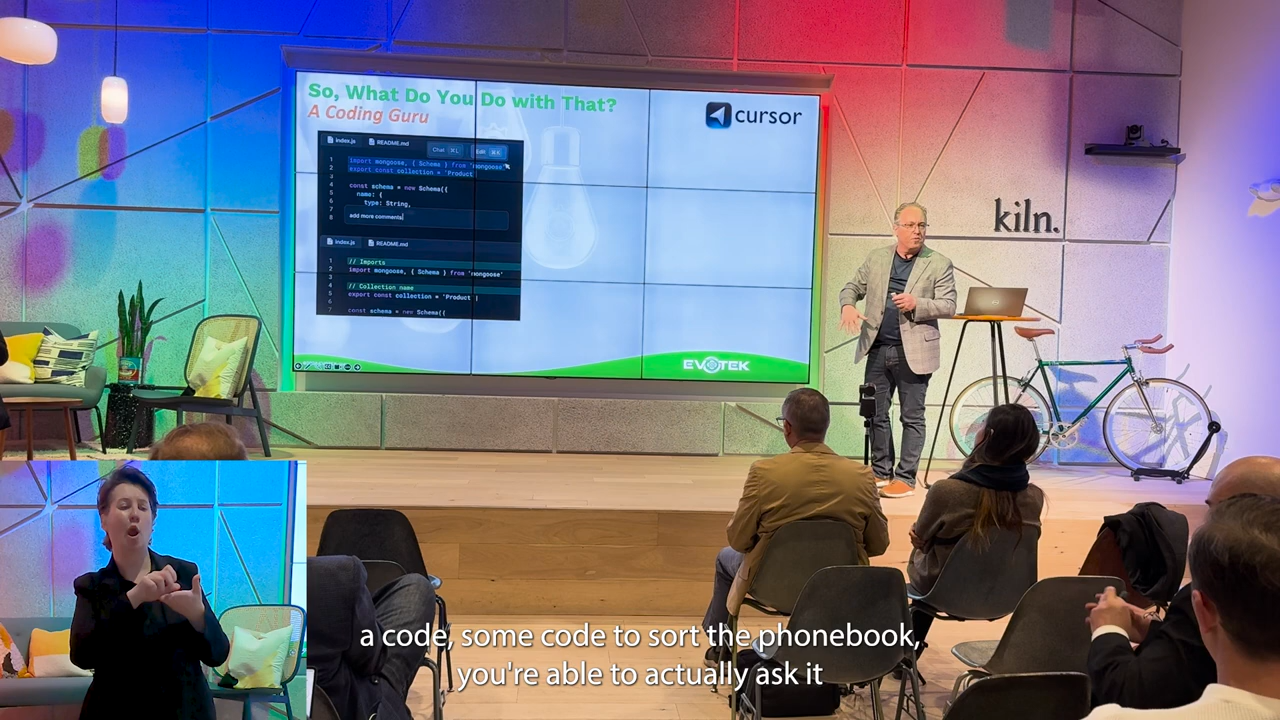 So, What Do You Do with That?
A Coding Guru
cursor
index.js README.md
Chat ⌘L Edit ⌘K
1 import mongoose, { Schema } from 'mongoose'
2 export const collection = 'Product
3
4 const schema = new Schema({
5 name: {
6 type: String,
7
8 add more comments
index.js README.md
1 // Imports
2 import mongoose, { Schema } from 'mongoose'
3
4 // Collection name
5 export const collection = 'Product
6
7 const schema = new Schema({
EVOTEK
kiln.
a code, some code to sort the phonebook,
you're able to actually ask it